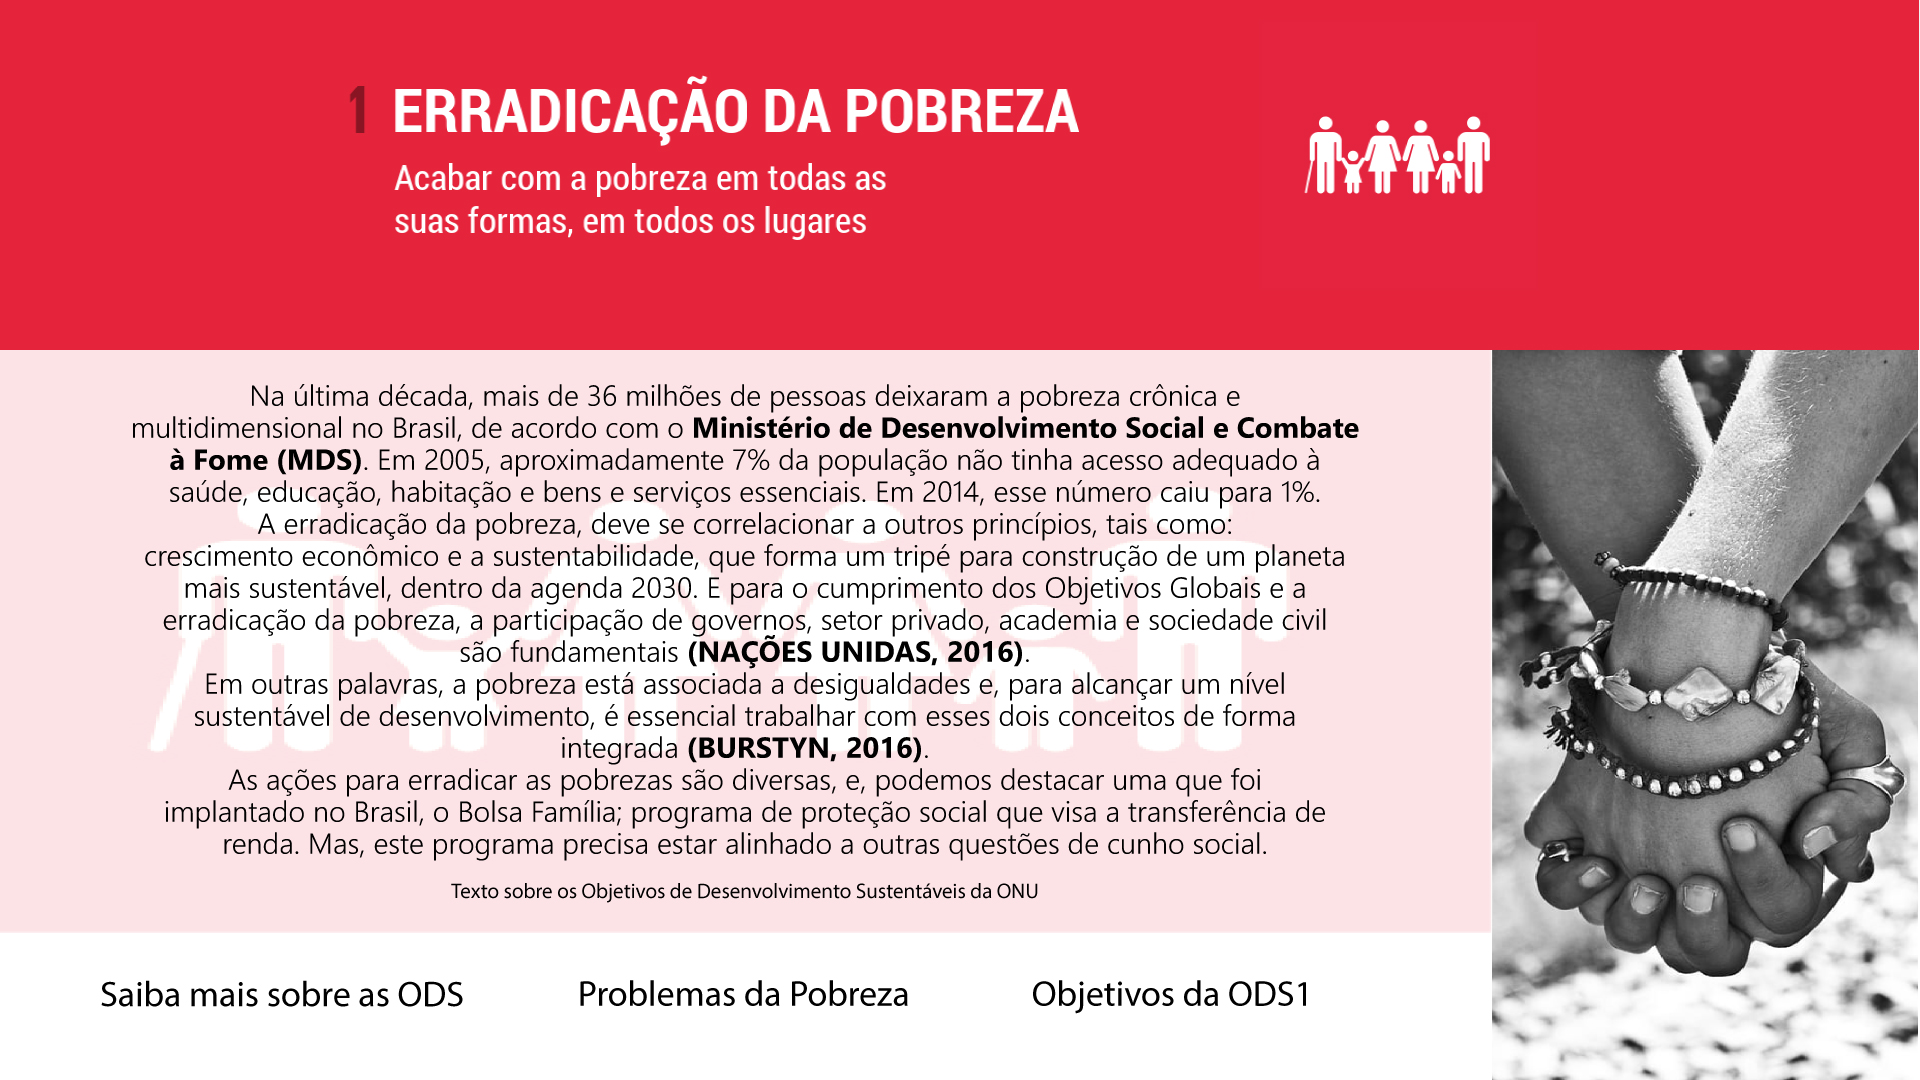 1 ERRADICAÇÃO DA POBREZA
Acabar com a pobreza em todas as
suas formas, em todos os lugares
Na última década, mais de 36 milhões de pessoas deixaram a pobreza crônica e
multidimensional no Brasil, de acordo com o Ministério de Desenvolvimento Social e Combate
à Fome (MDS). Em 2005, aproximadamente 7% da população não tinha acesso adequado à
saúde, educação, habitação e bens e serviços essenciais. Em 2014, esse número caiu para 1%.
A erradicação da pobreza, deve se correlacionar a outros princípios, tais como:
crescimento econômico e a sustentabilidade, que forma um tripé para construção de um planeta
mais sustentável, dentro da agenda 2030. E para o cumprimento dos Objetivos Globais e a
erradicação da pobreza, a participação de governos, setor privado, academia e sociedade civil
são fundamentais (NAÇÕES UNIDAS, 2016).
Em outras palavras, a pobreza está associada a desigualdades e, para alcançar um nível
sustentável de desenvolvimento, é essencial trabalhar com esses dois conceitos de forma
integrada (BURSTYN, 2016).
As ações para erradicar as pobrezas são diversas, e, podemos destacar uma que foi
implantado no Brasil, o Bolsa Família; programa de proteção social que visa a transferência de
renda. Mas, este programa precisa estar alinhado a outras questões de cunho social.
Texto sobre os Objetivos de Desenvolvimento Sustentáveis da ONU
Saiba mais sobre as ODS
Problemas da Pobreza
Objetivos da ODS1